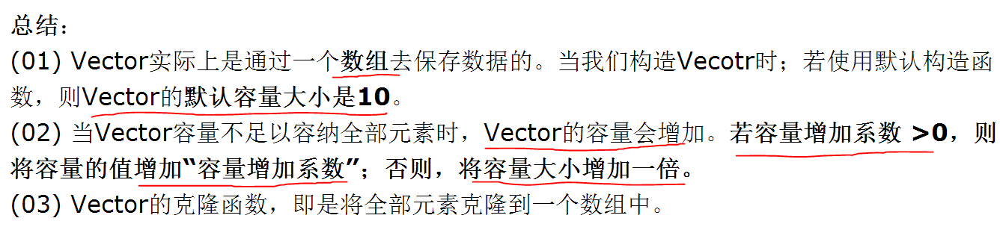 总结：
(01) Vector实际上是通过一个数组去保存数据的。当我们构造Vecotr时；若使用默认构造函
数，则Vector的默认容量大小是10。
(02) 当Vector容量不足以容纳全部元素时，Vector的容量会增加。若容量增加系数 >0，则
将容量的值增加“容量增加系数”；否则，将容量大小增加一倍。
(03) Vector的克隆函数，即是将全部元素克隆到一个数组中。